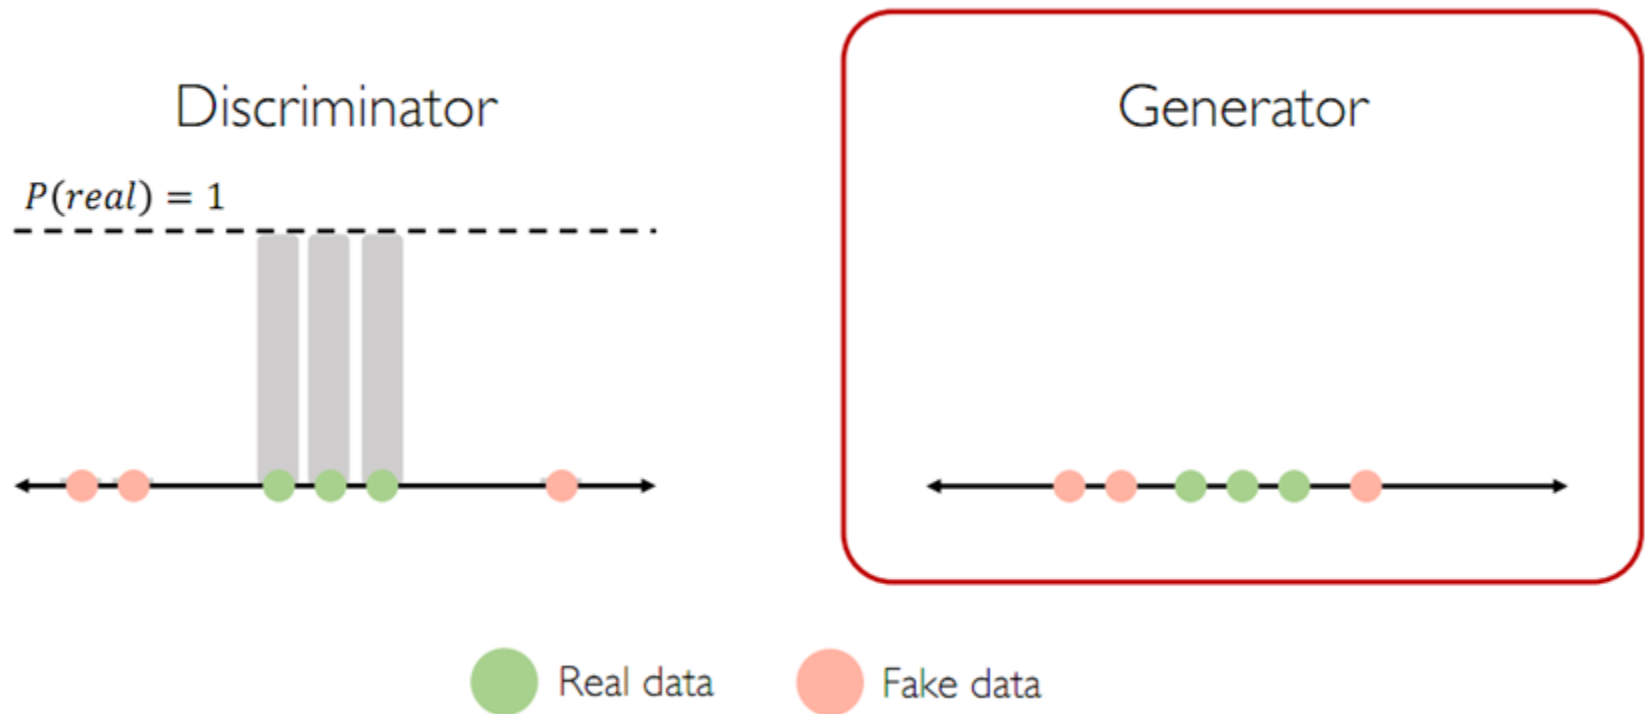 Discriminator
Generator
P(real) = 1
Real data
Fake data